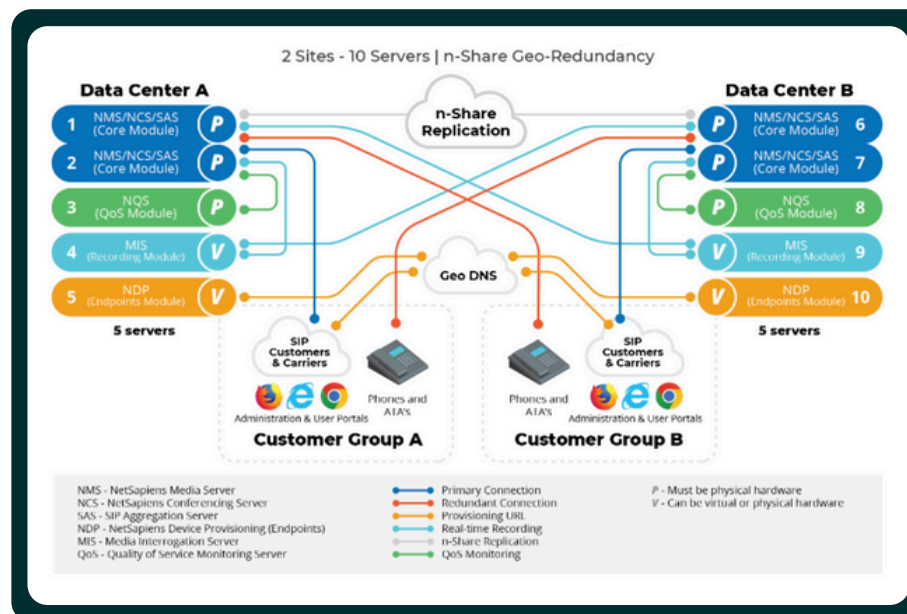 2 Sites - 10 Servers | n-Share Geo-Redundancy
Data Center A
1 NMS/NCS/SAS P
(Core Module)
2 NMS/NCS/SAS P
(Core Module)
3 NQS P
(QoS Module)
4 MIS V
(Recording Module)
5 NDP V
(Endpoints Module)
5 servers
n-Share
Replication
Geo DNS
Data Center B
P NMS/NCS/SAS 6
(Core Module)
P NMS/NCS/SAS 7
(Core Module)
P NQS 8
(QoS Module)
V MIS 9
(Recording Module)
V NDP 10
(Endpoints Module)
5 servers
SIP
Customers
& Carriers
Administration & User Portals
Phones and
ATA's
Customer Group A
Phones and
ATA's
SIP
Customers
& Carriers
Administration & User Portals
Customer Group B
NMS - NetSapiens Media Server
NCS - NetSapiens Conferencing Server
SAS - SIP Aggregation Server
NDP - NetSapiens Device Provisioning (Endpoints)
MIS - Media Interrogation Server
QoS - Quality of Service Monitoring Server
Primary Connection
Redundant Connection
Provisioning URL
Real-time Recording
n-Share Replication
QoS Monitoring
P - Must be physical hardware
V - Can be virtual or physical hardware